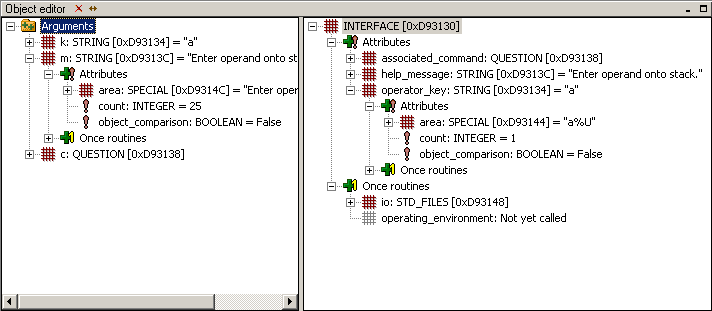 Object editor
Arguments
k: STRING [0xD93134] = "a"
m: STRING [0xD9313C] = "Enter operand onto st
Attributes
area: SPECIAL [0xD9314C] = "Enter oper
count: INTEGER = 25
object_comparison: BOOLEAN = False
Once routines
c: QUESTION [0xD93138]
INTERFACE [0xD93130]
Attributes
associated_command: QUESTION [0xD93138]
help_message: STRING [0xD9313C] = "Enter operand onto stack."
operator_key: STRING [0xD93134] = "a"
Attributes
area: SPECIAL [0xD93144] = "a%U"
count: INTEGER = 1
object_comparison: BOOLEAN = False
Once routines
Once routines
io: STD_FILES [0xD93148]
operating_environment: Not yet called